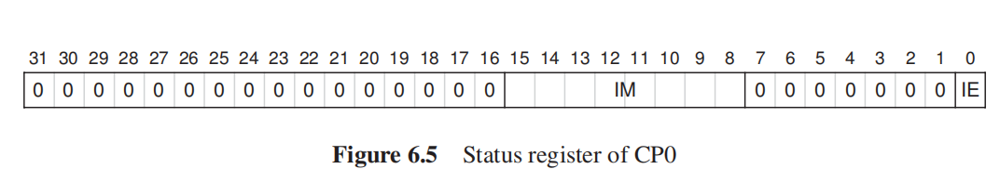 31 30 29 28 27 26 25 24 23 22 21 20 19 18 17 16 15 14 13 12 11 10 9 8 7 6 5 4 3 2 1 0
0 0 0 0 0 0 0 0 0 0 0 0 0 0 0 0 IM 0 0 0 0 0 0 0 IE
Figure 6.5 Status register of CP0